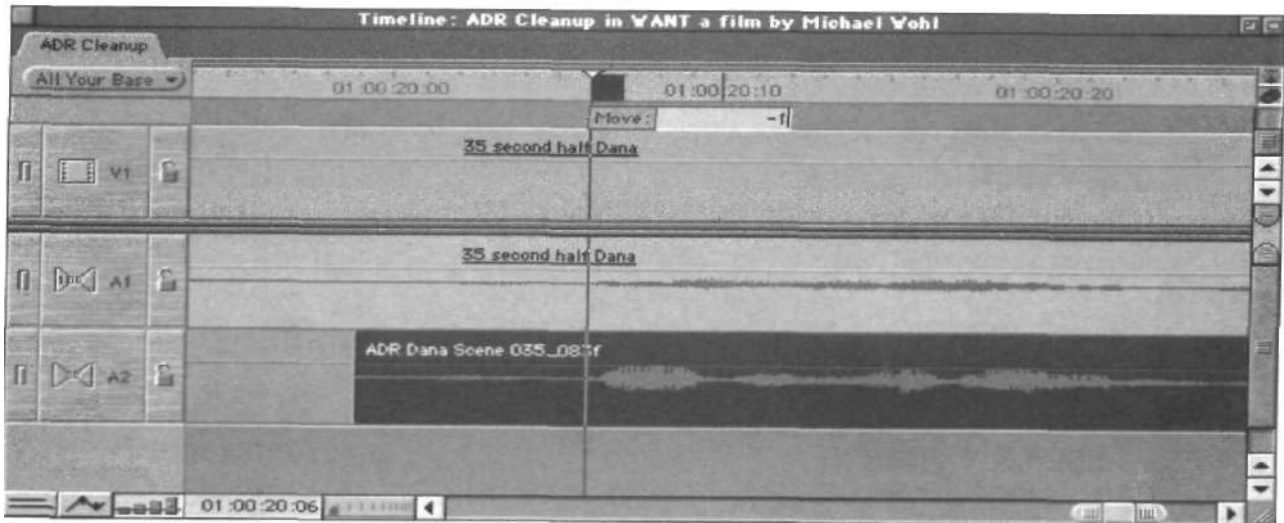 Timeline: ADR Cleanup in WANT a film by Michael Wohl
ADR Cleanup
All Your Base
01:00:20:00
01:00:20:10
01:00:20:20
Move: -1
35 second half Dana
V1
35 second half Dana
A1
ADR Dana Scene 035_083f
A2
01:00:20:06